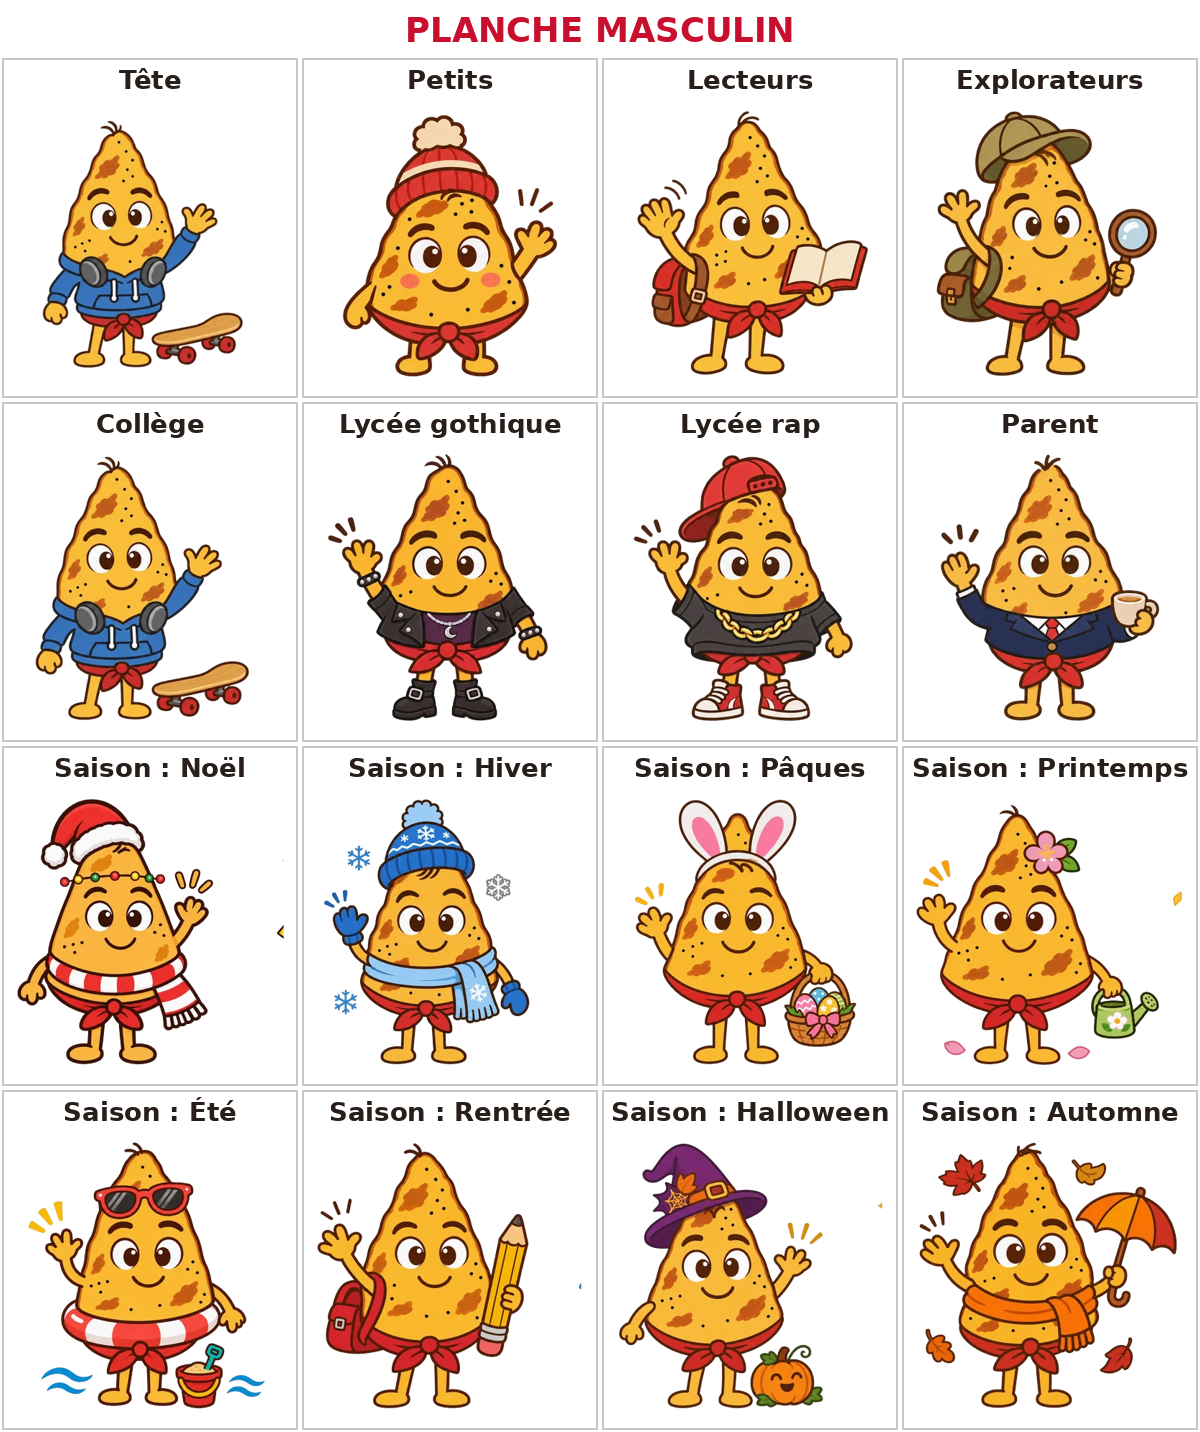 PLANCHE MASCULIN
Tête
Petits
Lecteurs
Explorateurs
Collège
Lycée gothique
Lycée rap
Parent
Saison : Noël
Saison : Hiver
Saison : Pâques
Saison : Printemps
Saison : Été
Saison : Rentrée
Saison : Halloween
Saison : Automne